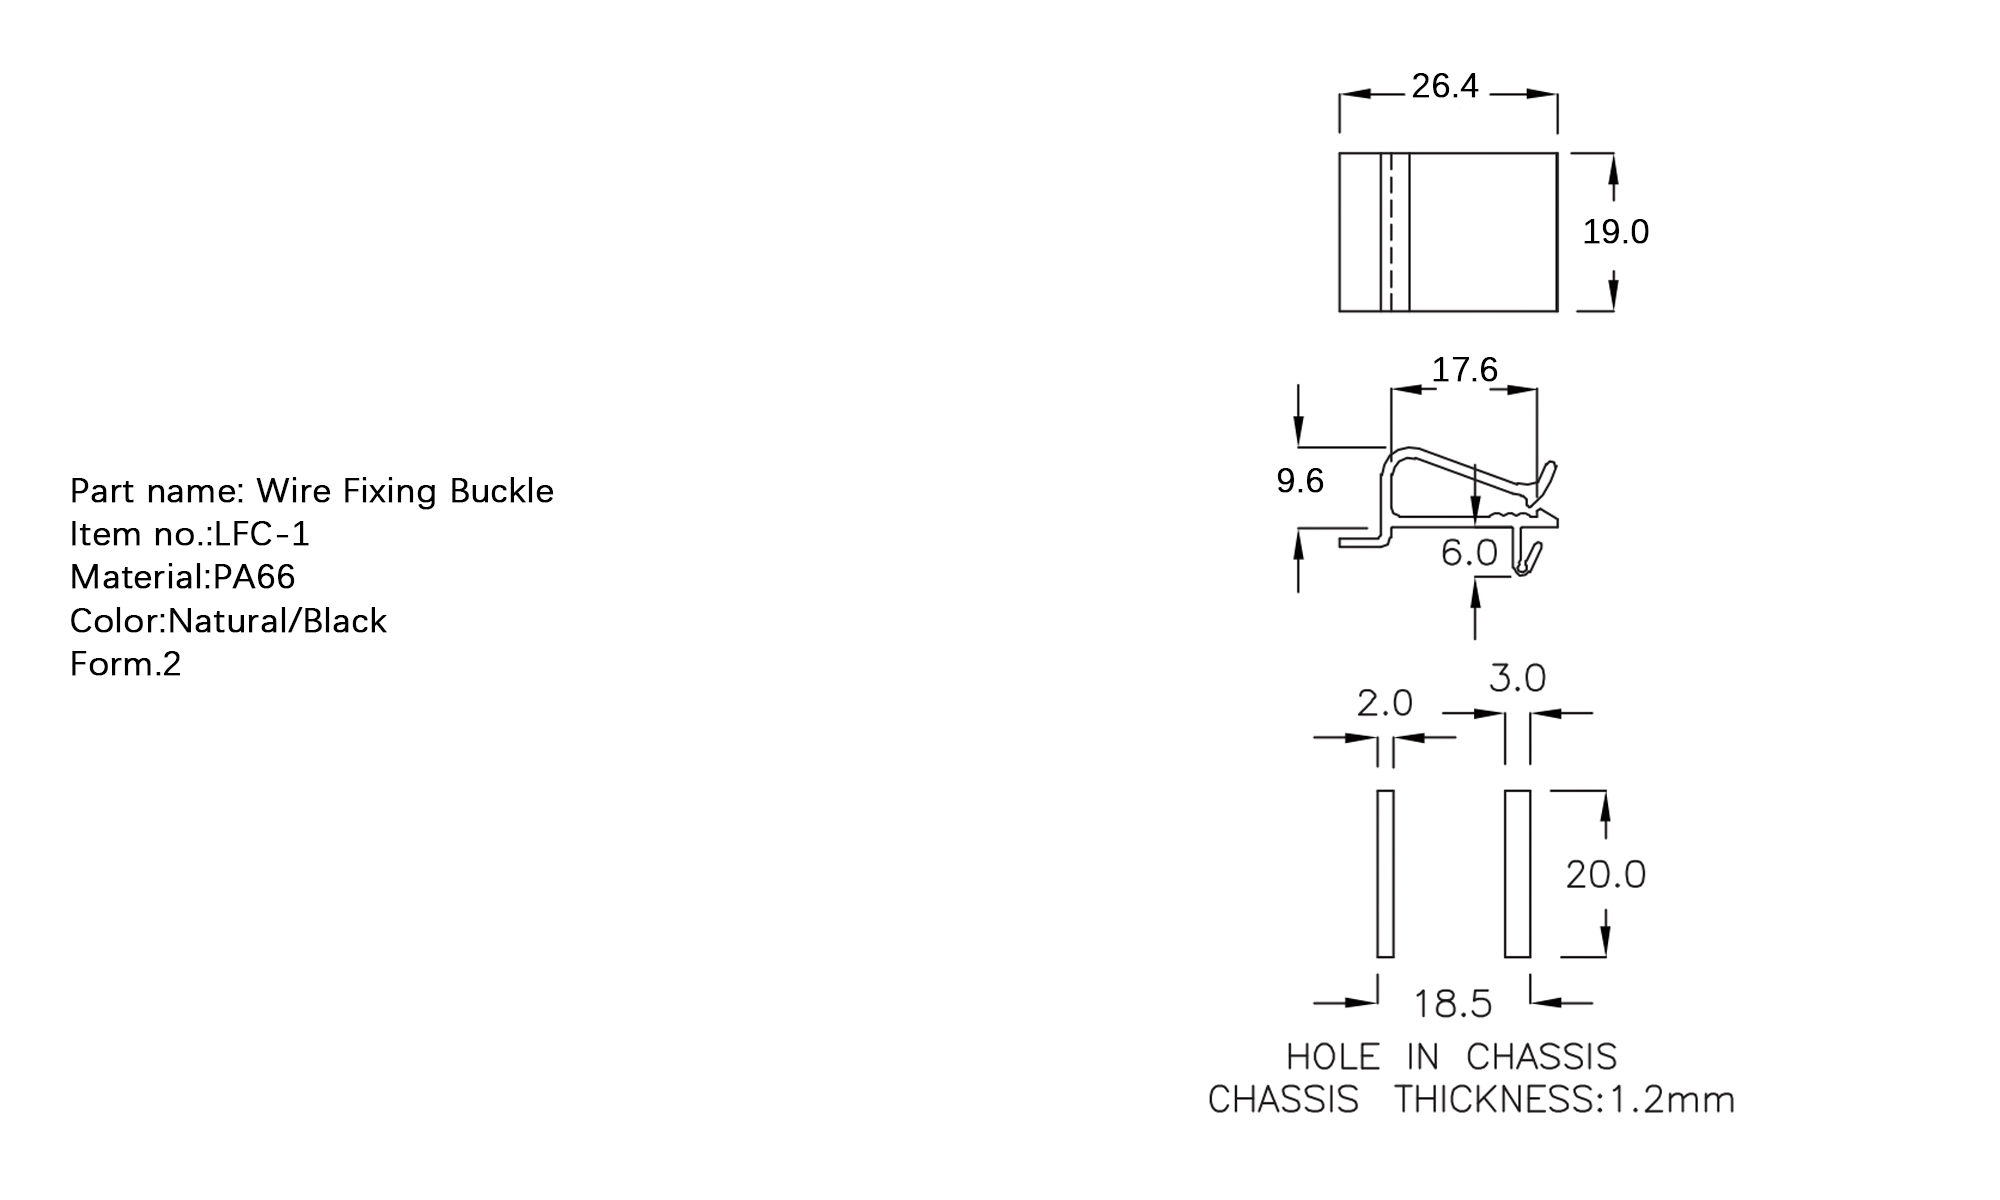 26.4
19.0
17.6
9.6
6.0
Part name: Wire Fixing Buckle
Item no.:LFC-1
Material:PA66
Color:Natural/Black
Form.2
3.0
2.0
20.0
18.5
HOLE IN CHASSIS
CHASSIS THICKNESS:1.2mm